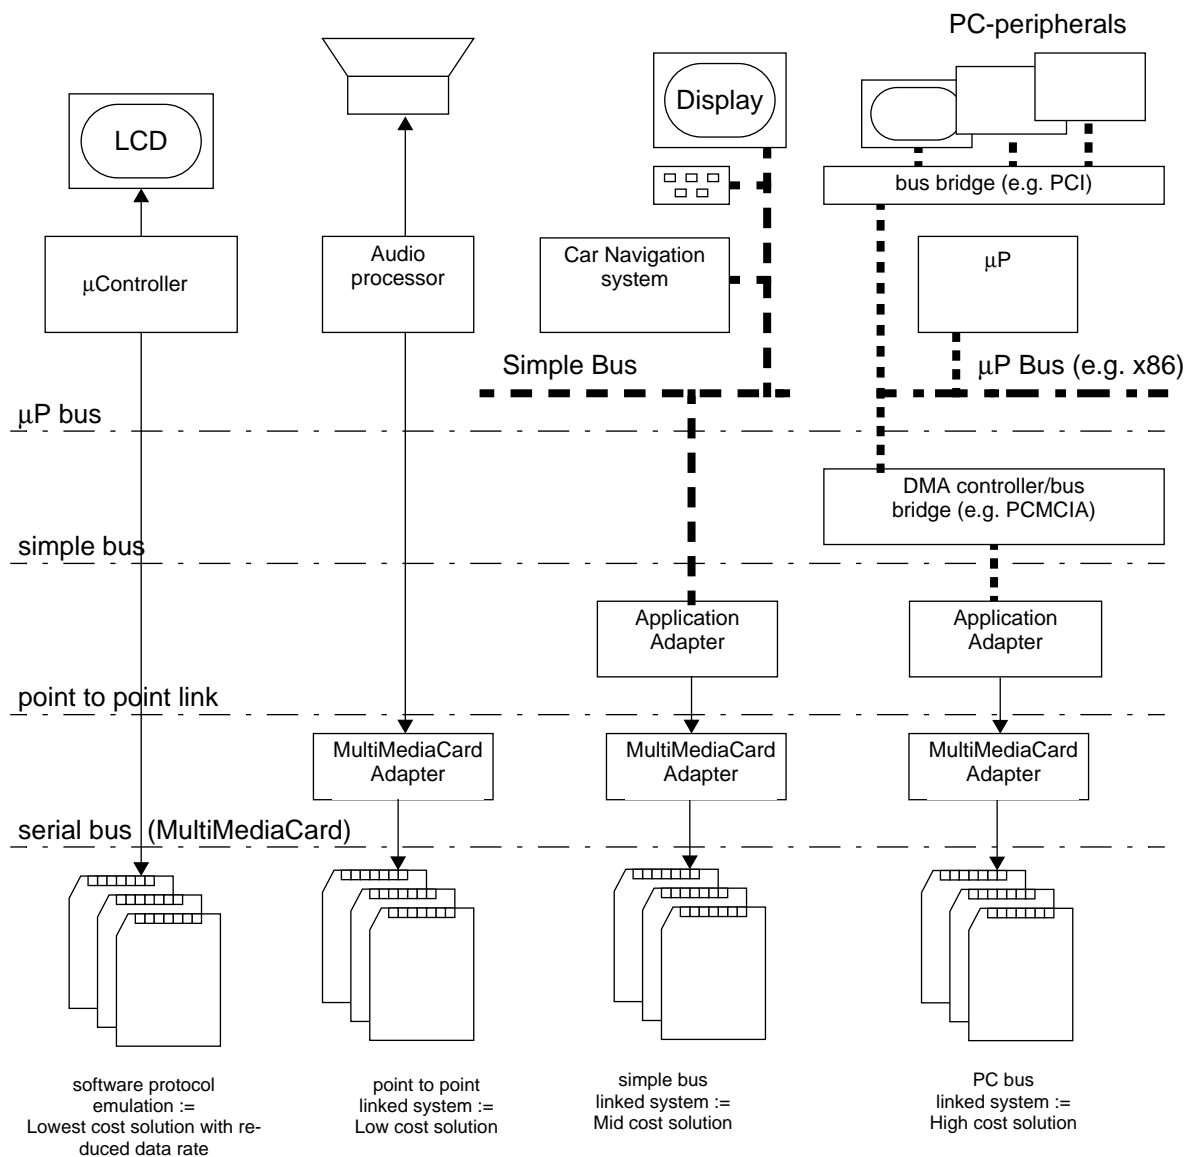 PC-peripherals
LCD
Display
bus bridge (e.g. PCI)
μController
Audio
processor
Car Navigation
system
μP
Simple Bus
μP Bus (e.g. x86)
μP bus
DMA controller/bus
bridge (e.g. PCMCIA)
simple bus
Application
Adapter
Application
Adapter
point to point link
MultiMediaCard
Adapter
MultiMediaCard
Adapter
MultiMediaCard
Adapter
serial bus (MultiMediaCard)
software protocol
emulation :=
Lowest cost solution with re-
duced data rate
point to point
linked system :=
Low cost solution
simple bus
linked system :=
Mid cost solution
PC bus
linked system :=
High cost solution